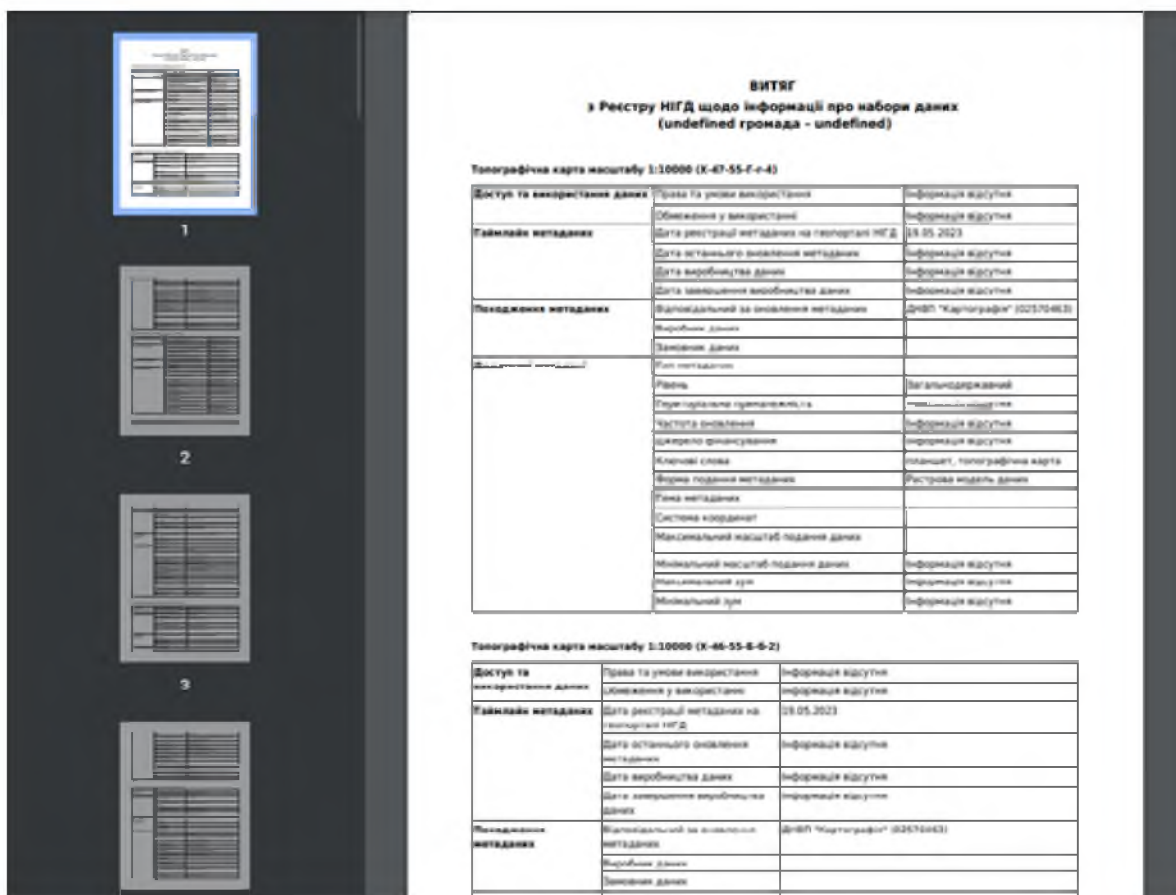 ВИТЯГ
з Реєстру НІГД щодо інформації про набори даних
(undefined громада - undefined)
Топографічна карта масштабу 1:10000 (X-47-55-Г-г-4)
Доступ та використання даних Права та умови використання Інформація відсутня
Обмеження у використанні Інформація відсутня
Таймлайн метаданих Дата реєстрації метаданих на геопорталі НІГД 19.05.2023
Дата останнього оновлення метаданих Інформація відсутня
Дата виробництва даних Інформація відсутня
Дата завершення виробництва даних Інформація відсутня
Походження метаданих Відповідальний за оновлення метаданих ДНВП "Картографія" (02570463)
Виробник даних
Замовник даних
Тип метаданих
Рівень Загальнодержавний
Територіальна приналежність
Частота оновлення Інформація відсутня
Джерело фінансування Інформація відсутня
Ключові слова планшет, топографічна карта
Форма подання метаданих Растрова модель даних
Тема метаданих
Система координат
Максимальний масштаб подання даних
Мінімальний масштаб подання даних Інформація відсутня
Максимальний зум Інформація відсутня
Мінімальний зум Інформація відсутня
Топографічна карта масштабу 1:10000
Доступ та Права та умови використання Інформація відсутня
використання даних Обмеження у використанні Інформація відсутня
Таймлайн метаданих Дата реєстрації метаданих на 19.05.2023
геопорталі НІГД
Дата останнього оновлення Інформація відсутня
метаданих
Дата виробництва даних Інформація відсутня
Дата завершення виробництва Інформація відсутня
даних
Походження Відповідальний за оновлення ДНВП "Картографія" (02570463)
метаданих метаданих
Виробник даних
Замовник даних
1
2
3